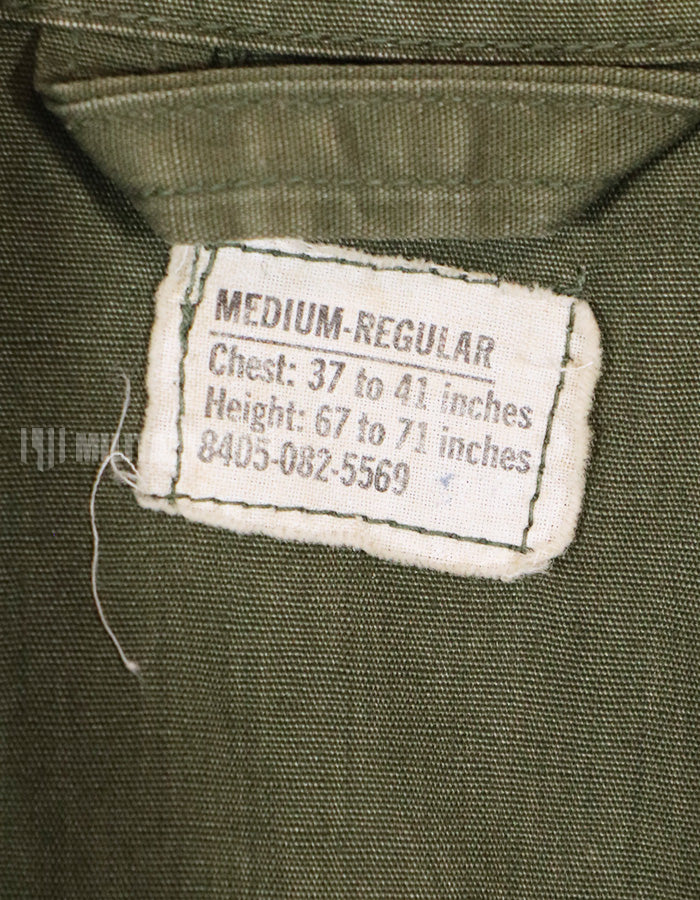 MEDIUM-REGULAR
Chest: 37 to 41 inches
Height: 67 to 71 inches
8405-082-5569